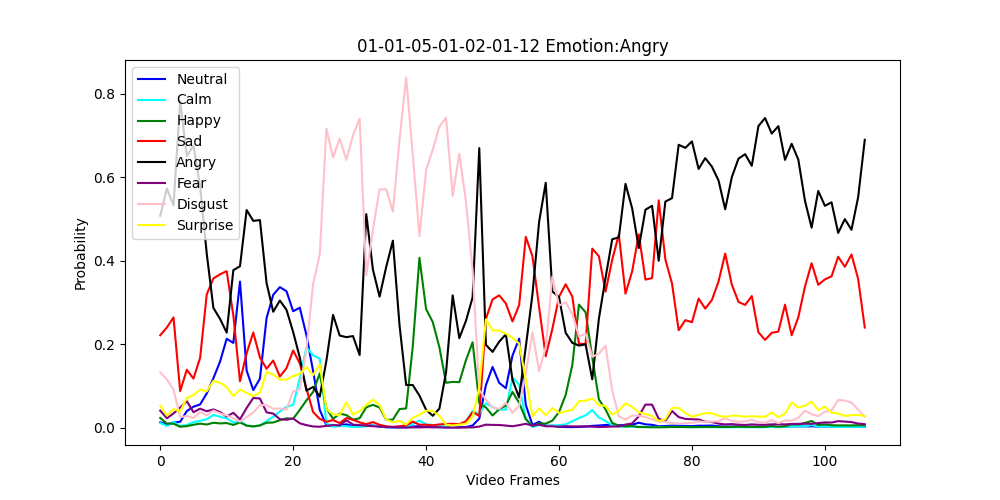 01-01-05-01-02-01-12 Emotion:Angry
Neutral
Calm
Happy
Sad
Angry
Fear
Disgust
Surprise
Probability
0.8
0.6
0.4
0.2
0.0
0 20 40 60 80 100
Video Frames